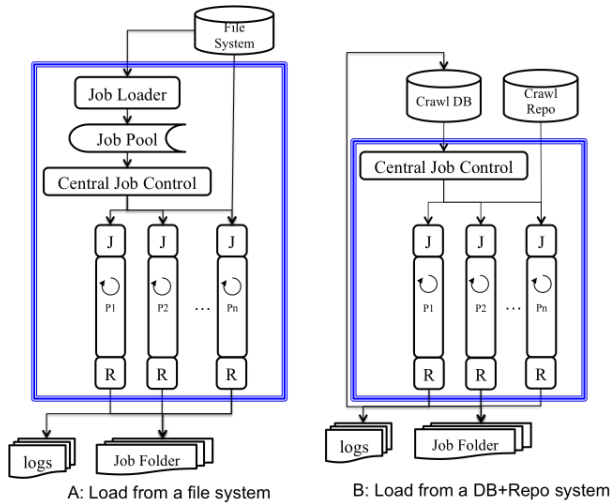 File
System
Job Loader
Job Pool
Central Job Control
J
J
J
P1
P2
...
Pn
R
R
R
logs
Job Folder
A: Load from a file system
Crawl DB
Crawl
Repo
Central Job Control
J
J
J
P1
P2
...
Pn
R
R
R
logs
Job Folder
B: Load from a DB+Repo system